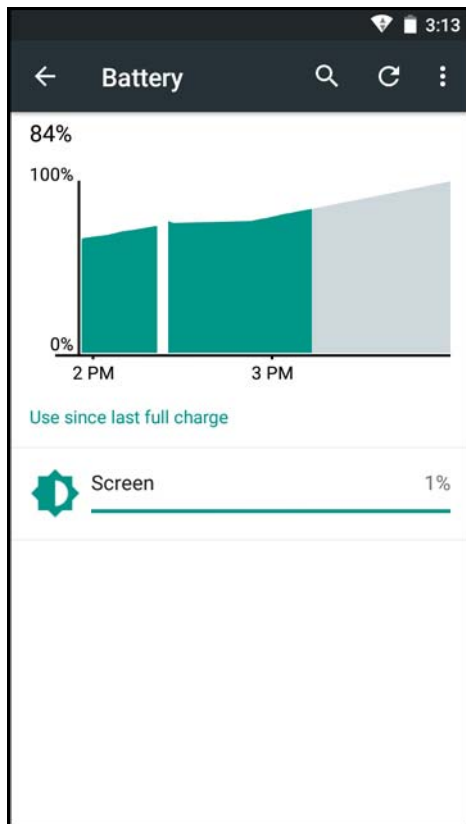 3:13
Battery
84%
100%
0%
2 PM 3 PM
Use since last full charge
Screen 1%